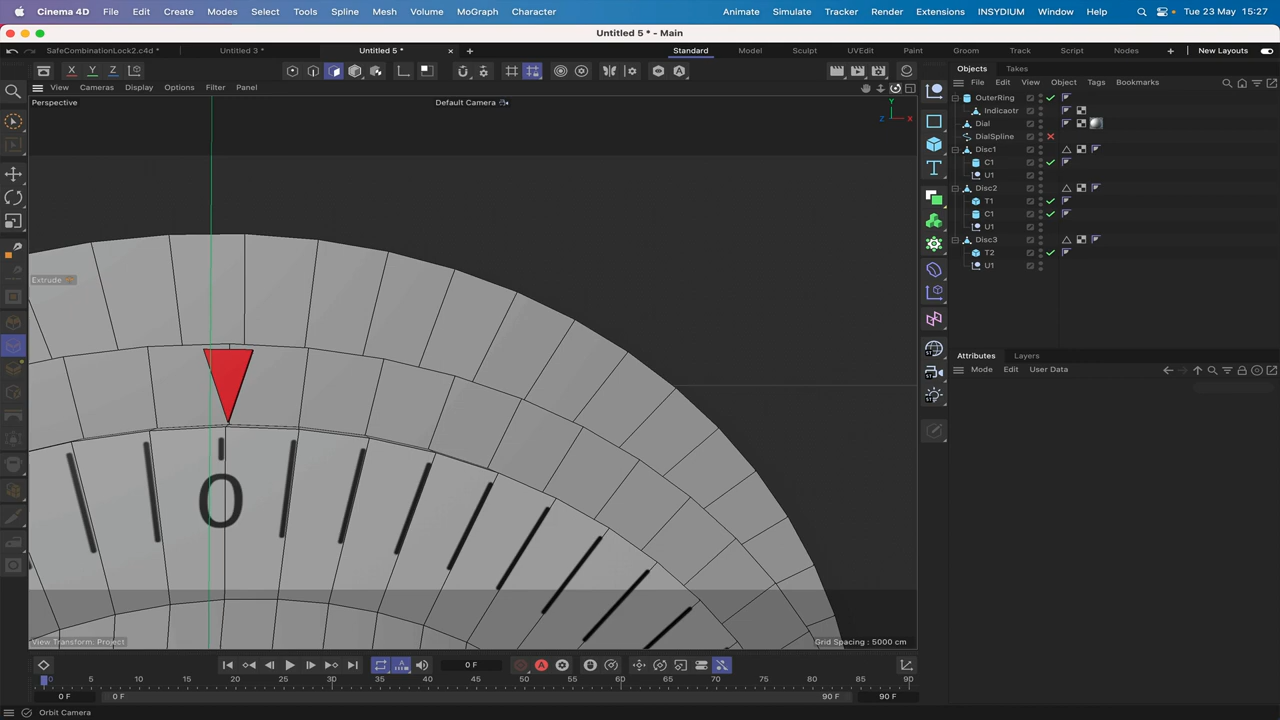 Cinema 4D File Edit Create Modes Select Tools Spline Mesh Volume MoGraph Character Animate Simulate Tracker Render Extensions INSYDIUM Window Help Tue 23 May 15:27
Untitled 5 * - Main
SafeCombinationLock2.c4d * Untitled 3 * Untitled 5 * × + Standard Model Sculpt UVEdit Paint Groom Track Script Nodes + New Layouts
X Y Z
Objects Takes
View Cameras Display Options Filter Panel
File Edit View Object Tags Bookmarks
Perspective Default Camera
Y Z X
OuterRing
Indicaotr
Dial
DialSpline
Disc1
C1
U1
Disc2
T1
C1
U1
Disc3
T2
U1
Extrude
Attributes Layers
Mode Edit User Data
0
ST
ST
ST
View Transform: Project Grid Spacing : 5000 cm
0 F
0 5 10 15 20 25 30 35 40 45 50 55 60 65 70 75 80 85 90
0 F 0 F 90 F 90 F
Orbit Camera